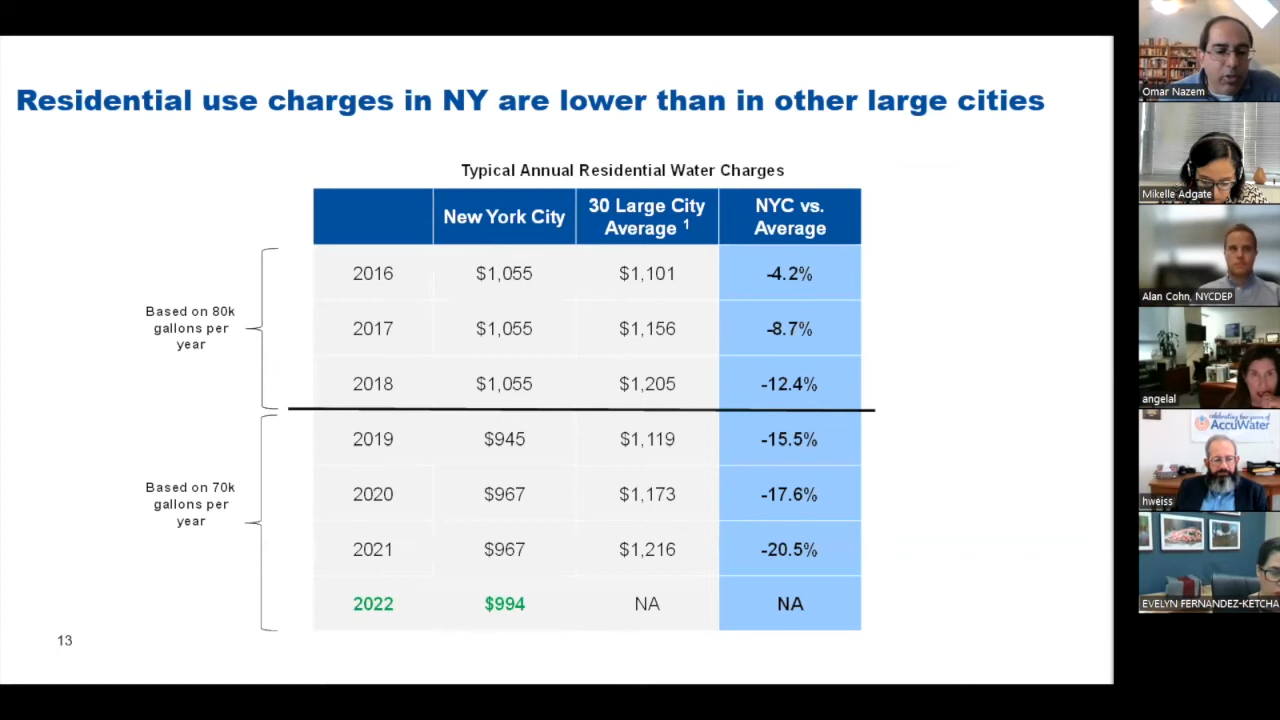 Residential use charges in NY are lower than in other large cities
Typical Annual Residential Water Charges
New York City
30 Large City
Average 1
NYC vs.
Average
Based on 80k
gallons per
year
2016 $1,055 $1,101 -4.2%
2017 $1,055 $1,156 -8.7%
2018 $1,055 $1,205 -12.4%
Based on 70k
gallons per
year
2019 $945 $1,119 -15.5%
2020 $967 $1,173 -17.6%
2021 $967 $1,216 -20.5%
2022 $994 NA NA
13
Omar Nazem
Mikelle Adgate
Alan Cohn, NYCDEP
angelal
AccuWater
hweiss
EVELYN FERNANDEZ-KETCHA